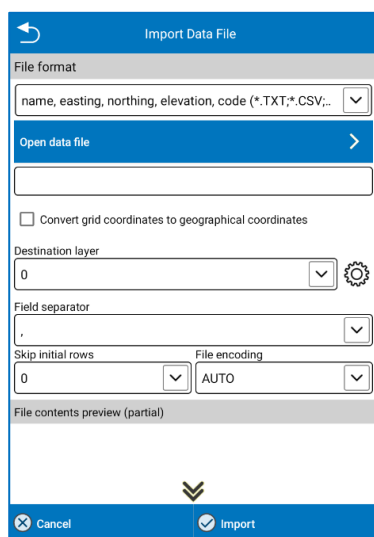 Import Data File
File format
name, easting, northing, elevation, code (*.TXT;*.CSV;..
Open data file
Convert grid coordinates to geographical coordinates
Destination layer
0
Field separator
,
Skip initial rows File encoding
0 AUTO
File contents preview (partial)
Cancel Import